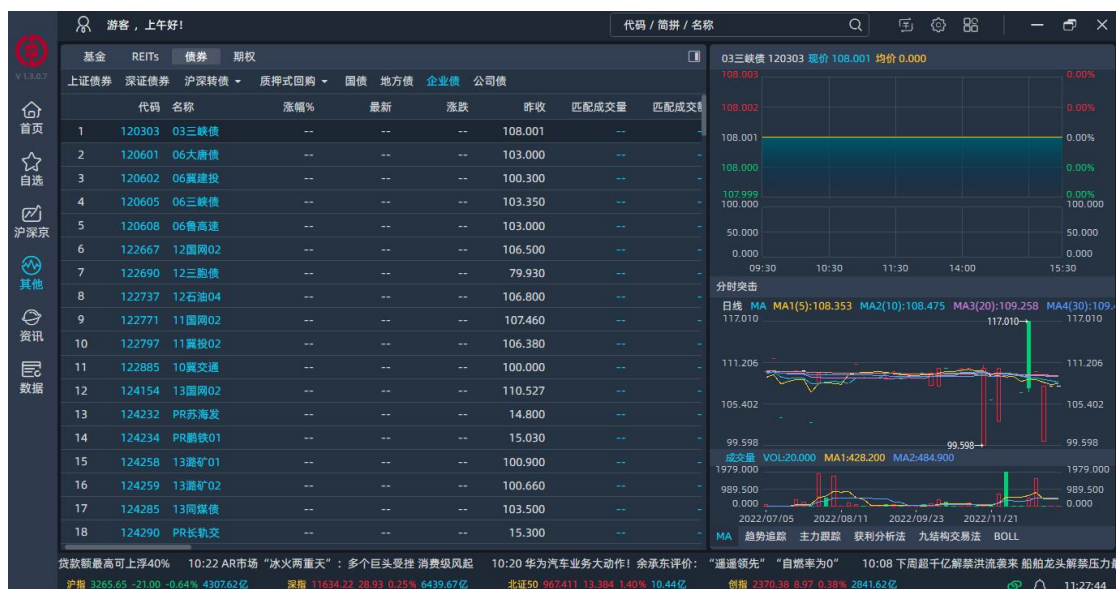 游客，上午好!
代码 / 简拼 / 名称
V 1.3.0.7
首页
自选
沪深京
其他
资讯
数据
基金 REITs 债券 期权
上证债券 深证债券 沪深转债 质押式回购 国债 地方债 企业债 公司债
代码 名称 涨幅% 最新 涨跌 昨收 匹配成交量 匹配成交额
1 120303 03三峡债 -- -- -- 108.001 -- -
2 120601 06大唐债 -- -- -- 103.000 -- -
3 120602 06冀建投 -- -- -- 100.300 -- -
4 120605 06三峡债 -- -- -- 103.350 -- -
5 120608 06鲁高速 -- -- -- 103.000 -- -
6 122667 12国网02 -- -- -- 106.500 -- -
7 122690 12三胞债 -- -- -- 79.930 -- -
8 122737 12石油04 -- -- -- 106.800 -- -
9 122771 11国网02 -- -- -- 107.460 -- -
10 122797 11冀投02 -- -- -- 106.380 -- -
11 122885 10冀交通 -- -- -- 100.000 -- -
12 124154 13国网02 -- -- -- 110.527 -- -
13 124232 PR苏海发 -- -- -- 14.800 -- -
14 124234 PR鹏铁01 -- -- -- 15.030 -- -
15 124258 13潞矿01 -- -- -- 100.900 -- -
16 124259 13潞矿02 -- -- -- 100.660 -- -
17 124285 13同煤债 -- -- -- 103.500 -- -
18 124290 PR长轨交 -- -- -- 15.300 -- -
03三峡债 120303 现价 108.001 均价 0.000
108.003 0.00%
108.002 0.00%
108.001 0.00%
108.000 0.00%
107.999 0.00%
100.000 100.000
50.000 50.000
0.000 0.000
09:30 10:30 11:30 14:00 15:30
分时突击
日线 MA MA1(5):108.353 MA2(10):108.475 MA3(20):109.258 MA4(30):109.
117.010 117.010→ 117.010
111.206 111.206
105.402 105.402
99.598 99.598→ 99.598
成交量 VOL:20.000 MA1:428.200 MA2:484.900
1979.000 1979.000
989.500 989.500
0.000 0.000
2022/07/05 2022/08/11 2022/09/23 2022/11/21
MA 趋势追踪 主力跟踪 获利分析法 九结构交易法 BOLL
贷款额最高可上浮40% 10:22 AR市场“冰火两重天”：多个巨头受挫 消费级风起 10:20 华为汽车业务大动作！余承东评价：“遥遥领先”“自燃率为0” 10:08 下周超千亿解禁洪流袭来 船舶龙头解禁压力最
沪指 3265.65 -21.00 -0.64% 4307.62亿 深指 11634.22 28.93 0.25% 6439.67亿 北证50 967.411 13.384 1.40% 10.44亿 创指 2370.38 8.97 0.38% 2841.62亿 11:27:44